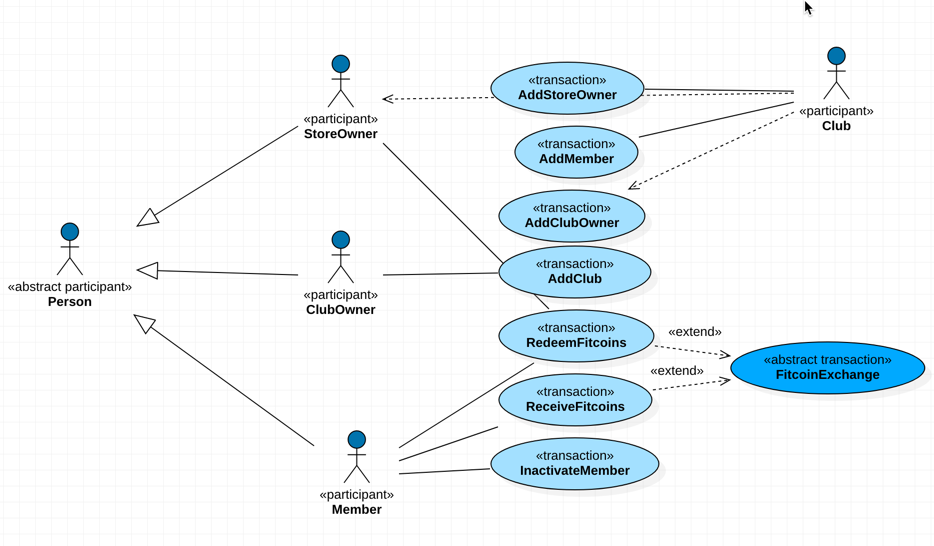 «participant»
StoreOwner
«transaction»
AddStoreOwner
«participant»
Club
«transaction»
AddMember
«transaction»
AddClubOwner
«abstract participant»
Person
«participant»
ClubOwner
«transaction»
AddClub
«transaction»
RedeemFitcoins
«extend»
«abstract transaction»
FitcoinExchange
«extend»
«transaction»
ReceiveFitcoins
«transaction»
InactivateMember
«participant»
Member